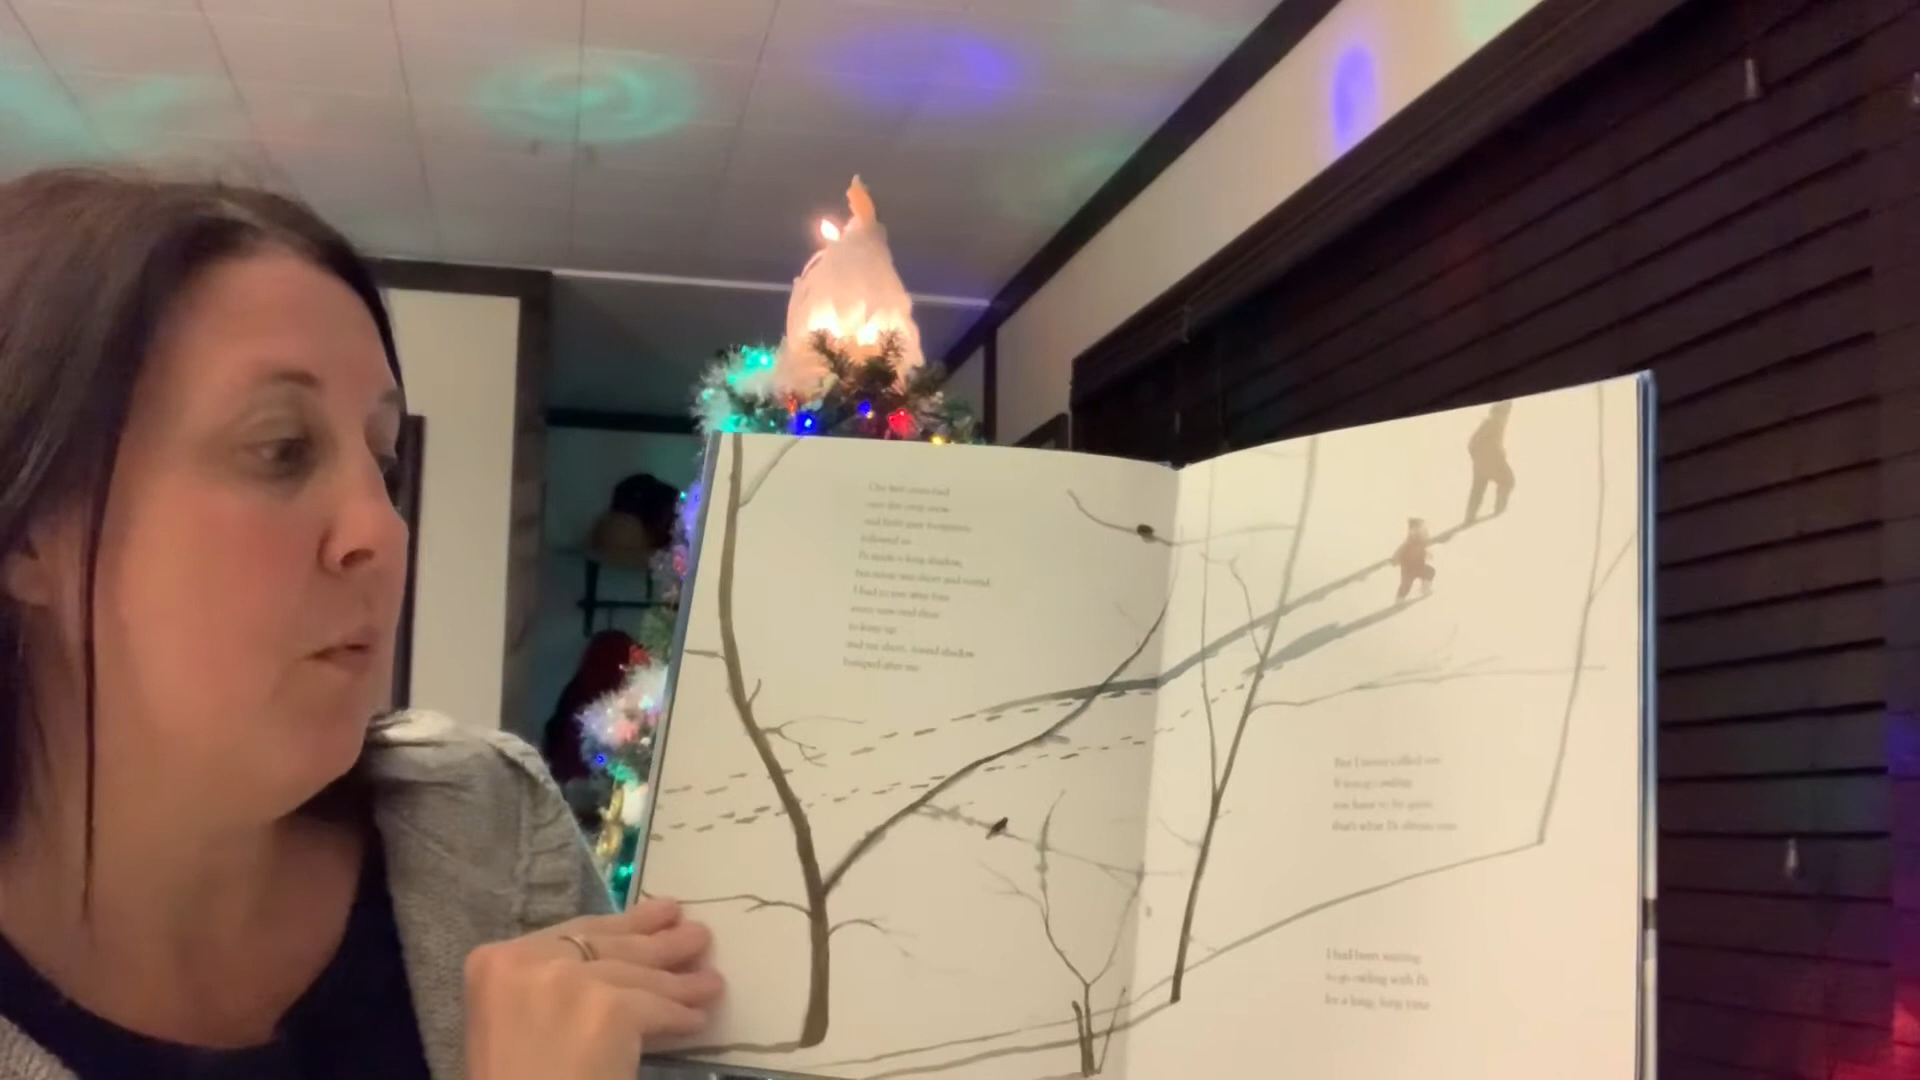 Our feet crunched
over the crisp snow
and little gray footprints
followed us.
Pa made a long shadow,
but mine was short and round.
I had to run after him
every now and then
to keep up,
and my short, round shadow
bumped after me.
But I never called out.
If you go owling
you have to be quiet,
that's what Pa always says.
I had been waiting
to go owling with Pa
for a long, long time.